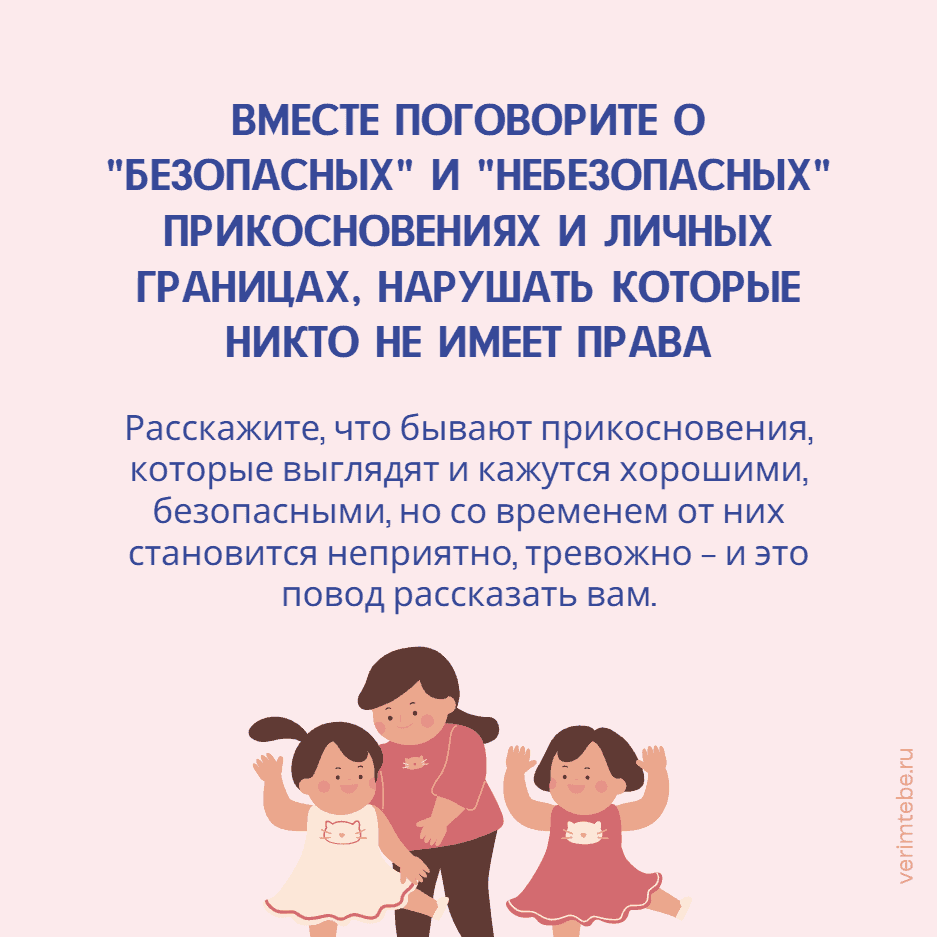 ВМЕСТЕ ПОГОВОРИТЕ О
"БЕЗОПАСНЫХ" И "НЕБЕЗОПАСНЫХ"
ПРИКОСНОВЕНИЯХ И ЛИЧНЫХ
ГРАНИЦАХ, НАРУШАТЬ КОТОРЫЕ
НИКТО НЕ ИМЕЕТ ПРАВА
Расскажите, что бывают прикосновения,
которые выглядят и кажутся хорошими,
безопасными, но со временем от них
становится неприятно, тревожно – и это
повод рассказать вам.
verimtebe.ru